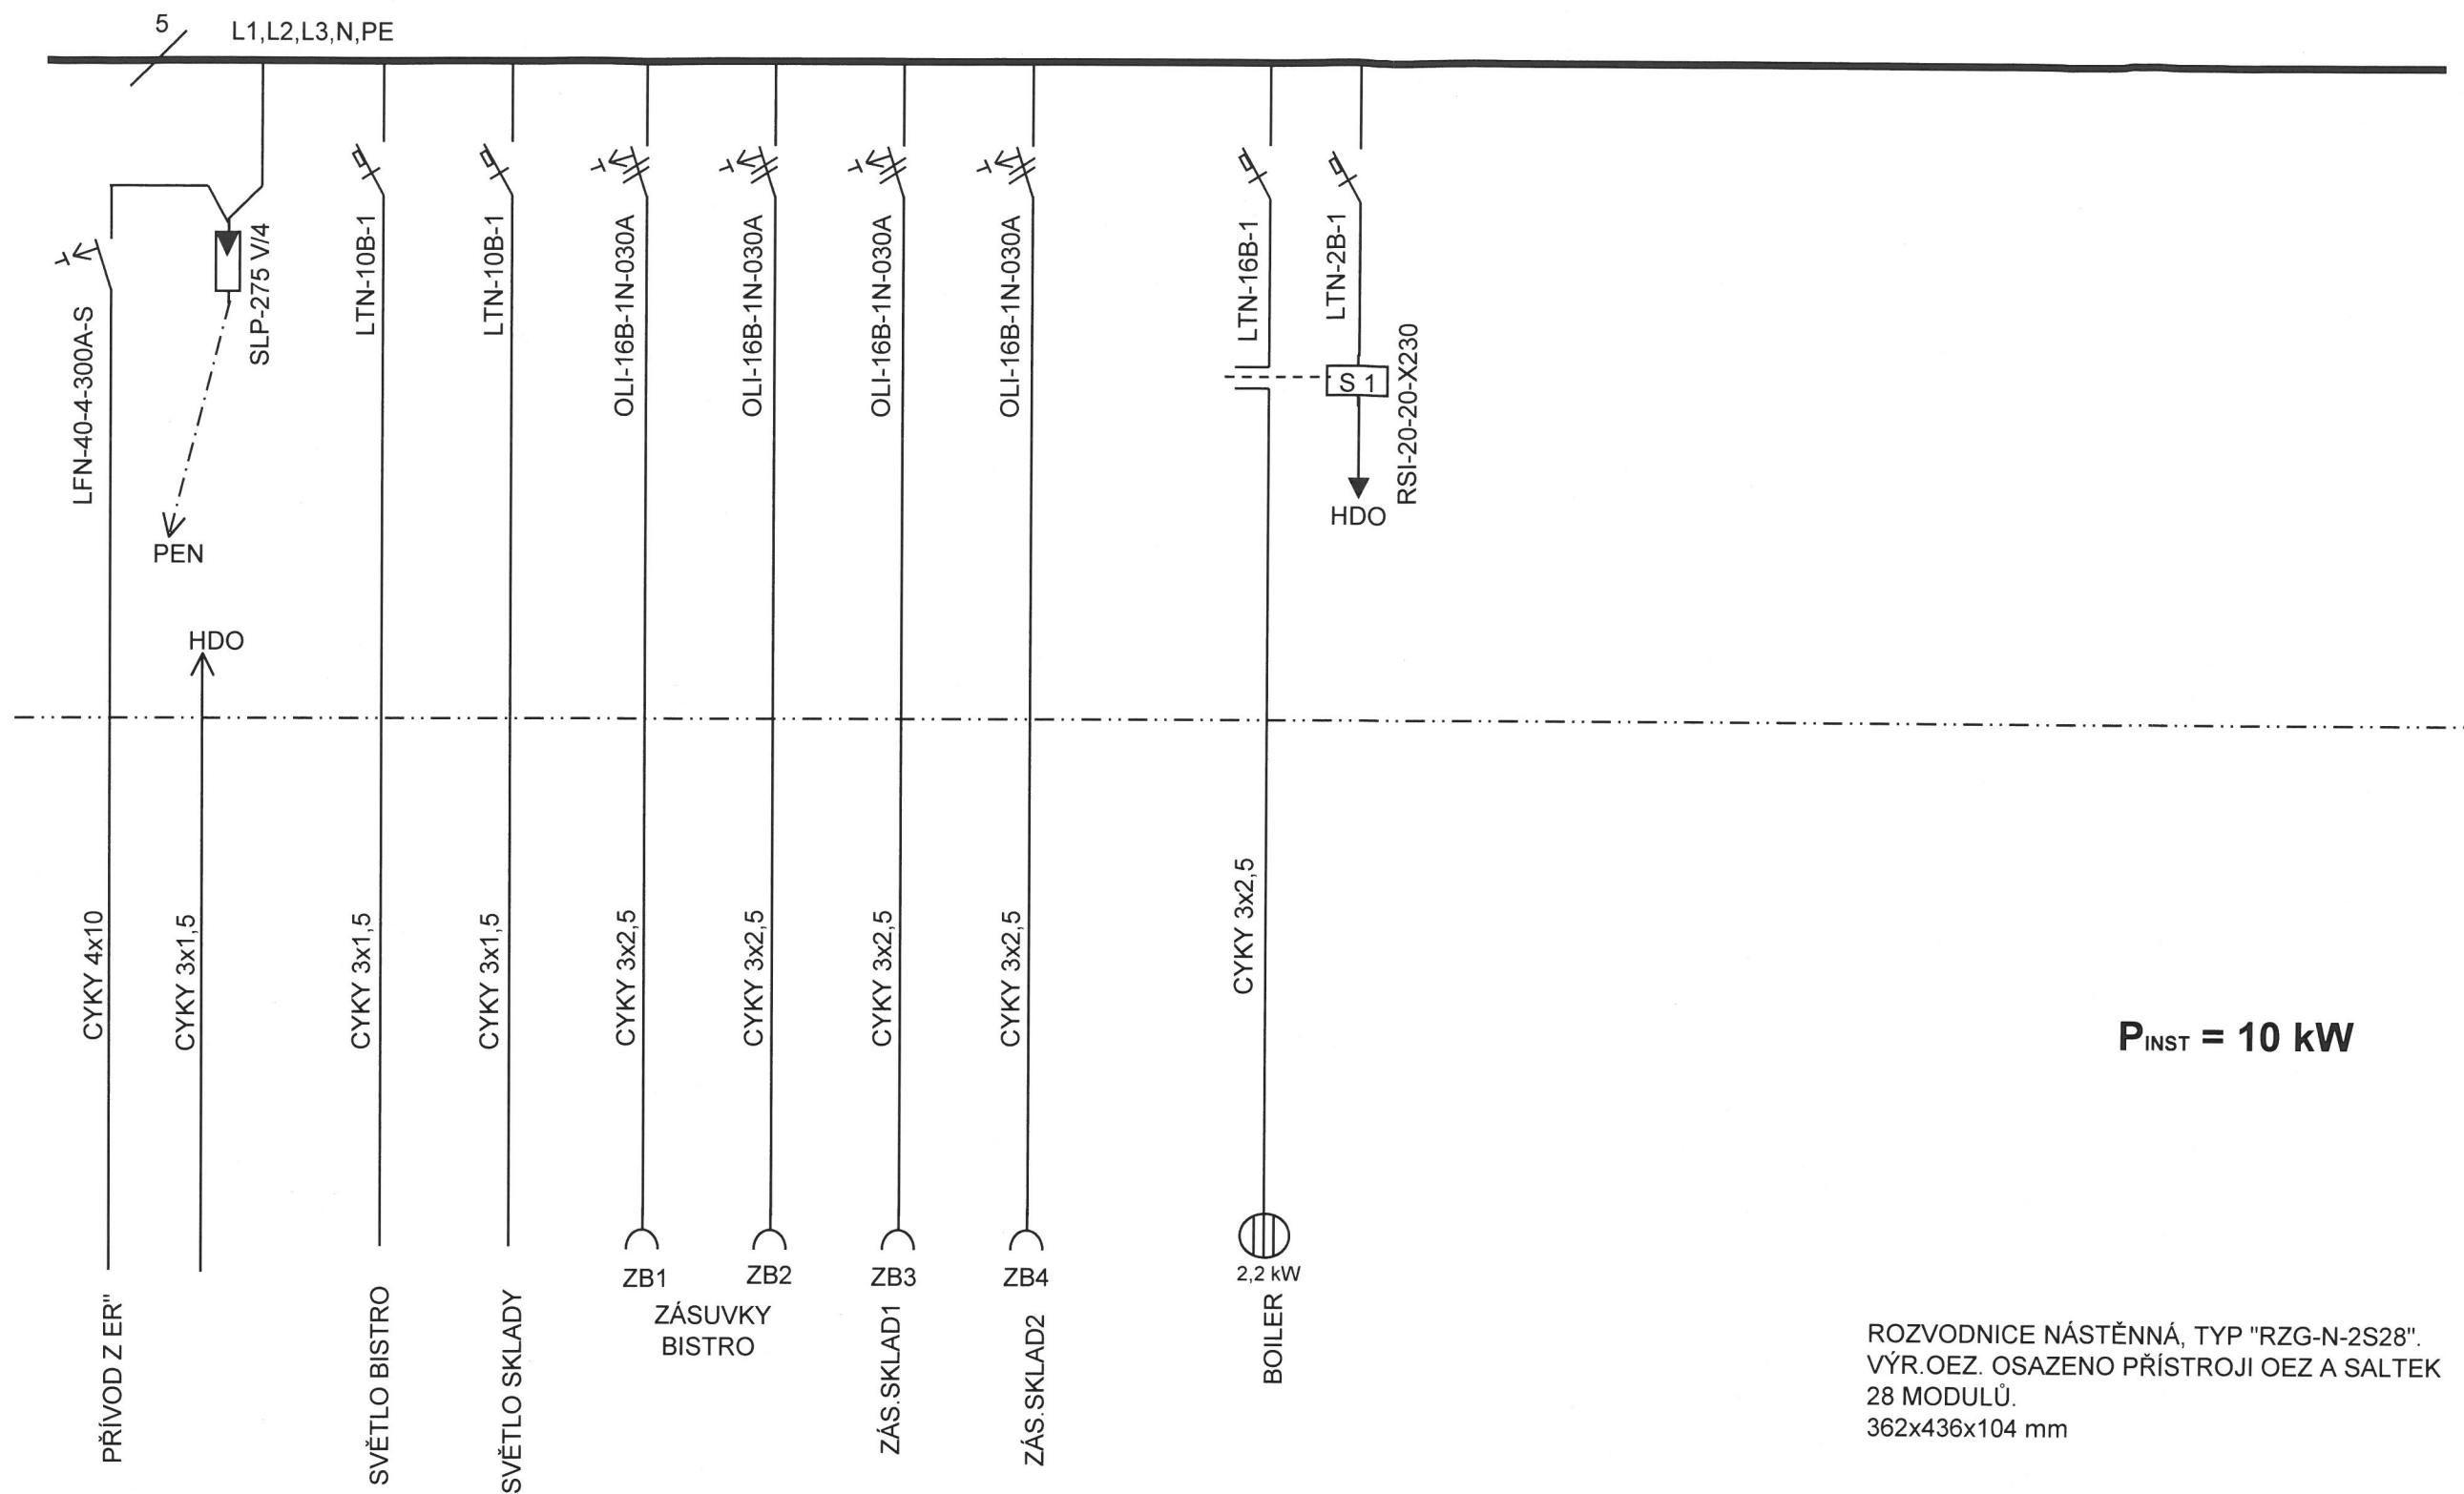 5
L1,L2,L3,N,PE
LFN-40-4-300A-S
SLP-275 V/4
LTN-10B-1
LTN-10B-1
OLI-16B-1N-030A
OLI-16B-1N-030A
OLI-16B-1N-030A
OLI-16B-1N-030A
LTN-16B-1
LTN-2B-1
S 1
RSI-20-20-X230
HDO
PEN
HDO
CYKY 4x10
CYKY 3x1,5
CYKY 3x1,5
CYKY 3x1,5
CYKY 3x2,5
CYKY 3x2,5
CYKY 3x2,5
CYKY 3x2,5
CYKY 3x2,5
PINST = 10 kW
PŘÍVOD Z ER"
SVĚTLO BISTRO
SVĚTLO SKLADY
ZB1
ZB2
ZÁSUVKY
BISTRO
ZB3
ZÁS.SKLAD1
ZB4
ZÁS.SKLAD2
2,2 kW
BOILER
ROZVODNICE NÁSTĚNNÁ, TYP "RZG-N-2S28".
VÝR.OEZ. OSAZENO PŘÍSTROJI OEZ A SALTEK
28 MODULŮ.
362x436x104 mm